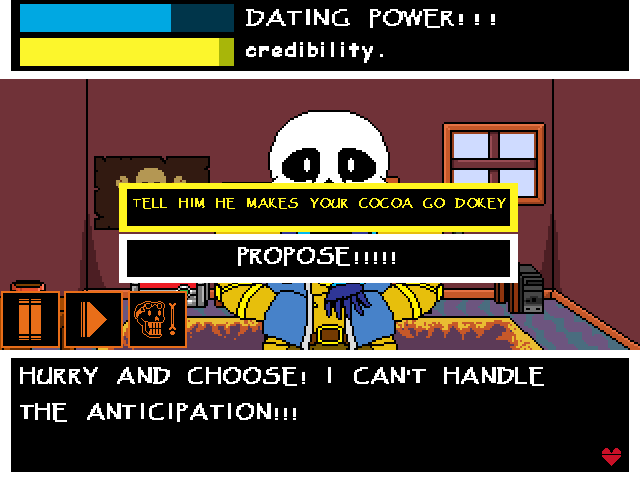 DATING POWER!!!
credibility.
TELL HIM HE MAKES YOUR COCOA GO DOKEY
PROPOSE!!!!!
HURRY AND CHOOSE! I CAN'T HANDLE
THE ANTICIPATION!!!